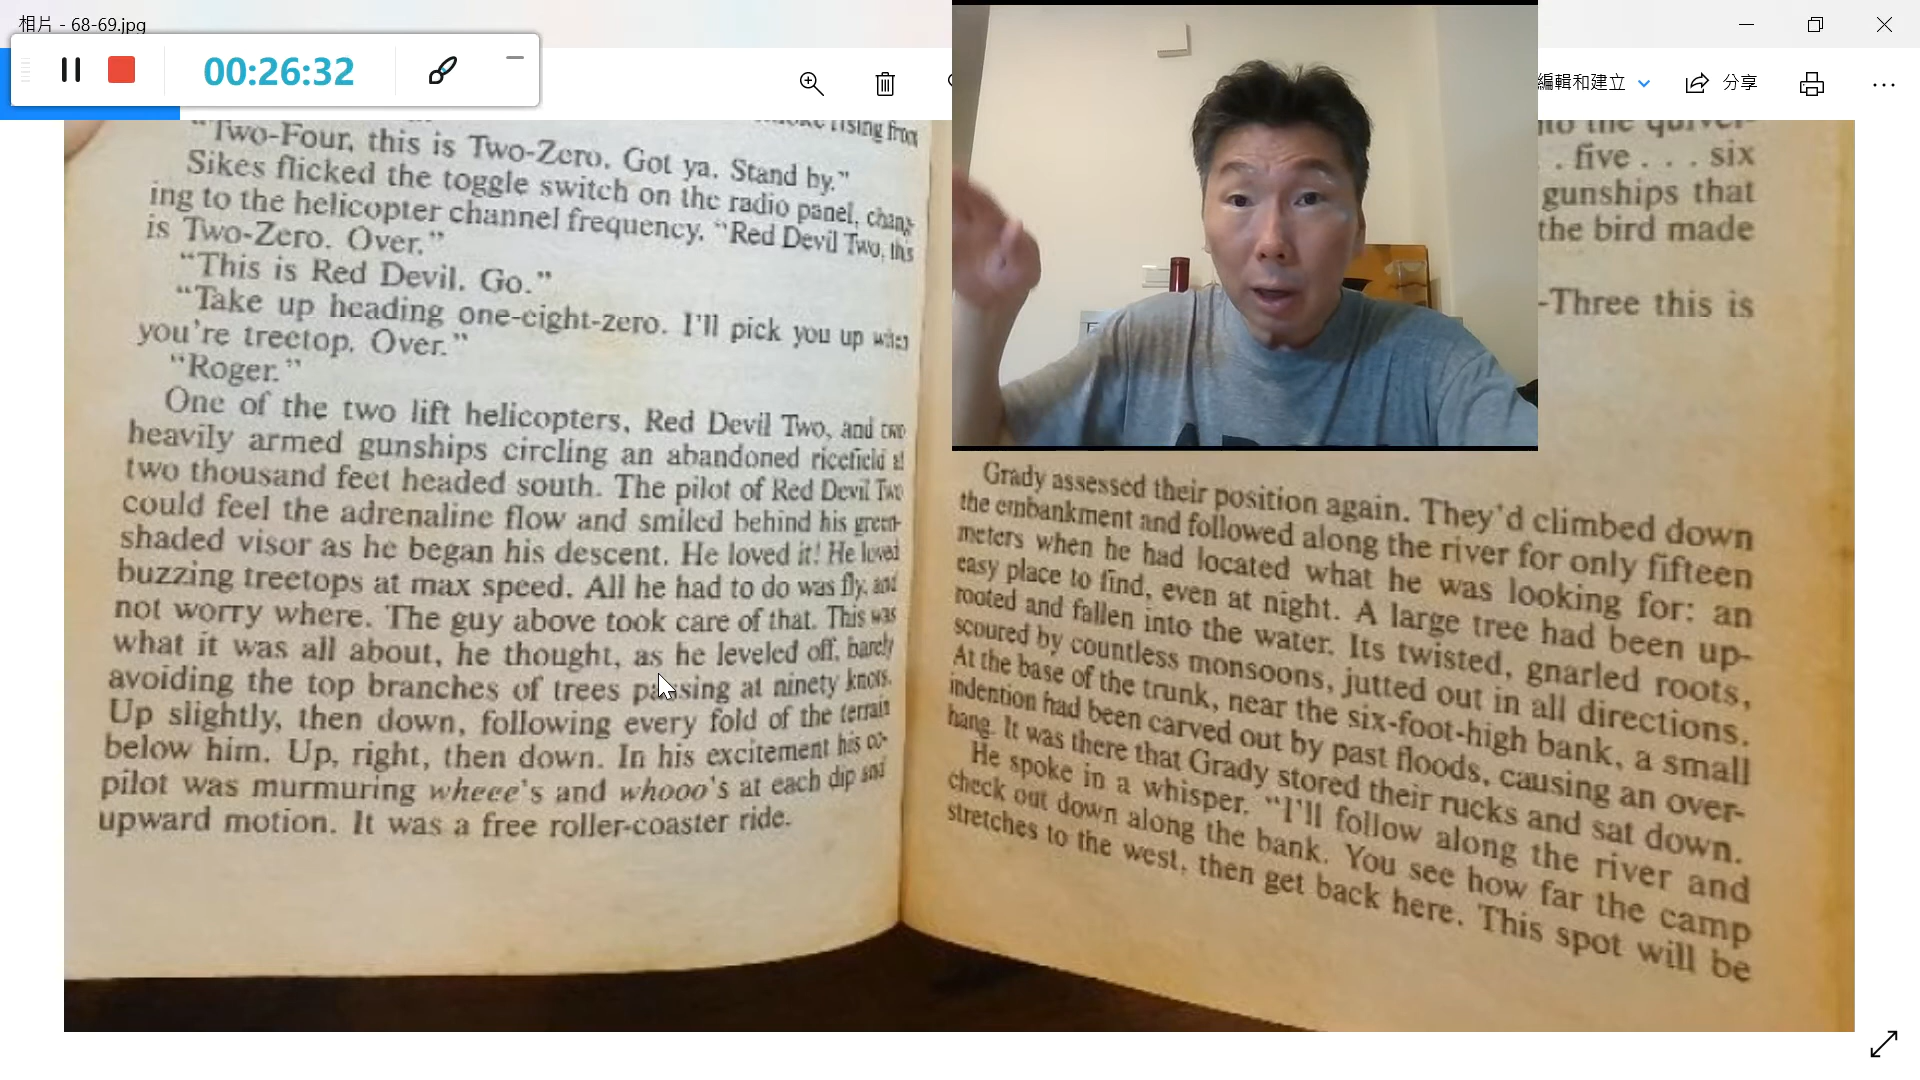 相片 - 68-69.jpg
00:26:32
編輯和建立
分享
rising from
"Two-Four, this is Two-Zero. Got ya. Stand by."
Sikes flicked the toggle switch on the radio panel, chang-
ing to the helicopter channel frequency. "Red Devil Two, this
is Two-Zero. Over."
"This is Red Devil. Go."
"Take up heading one-eight-zero. I'll pick you up when
you're treetop. Over."
"Roger."
One of the two lift helicopters, Red Devil Two, and two
heavily armed gunships circling an abandoned ricefield at
two thousand feet headed south. The pilot of Red Devil Two
could feel the adrenaline flow and smiled behind his green-
shaded visor as he began his descent. He loved it! He loved
buzzing treetops at max speed. All he had to do was fly, and
not worry where. The guy above took care of that. This was
what it was all about, he thought, as he leveled off, barely
avoiding the top branches of trees passing at ninety knots.
Up slightly, then down, following every fold of the terrain
below him. Up, right, then down. In his excitement his co-
pilot was murmuring wheee's and whooo's at each dip and
upward motion. It was a free roller-coaster ride.
into the quiver-
. five . . . six
gunships that
the bird made
-Three this is
Grady assessed their position again. They'd climbed down
the embankment and followed along the river for only fifteen
meters when he had located what he was looking for: an
easy place to find, even at night. A large tree had been up-
rooted and fallen into the water. Its twisted, gnarled roots,
scoured by countless monsoons, jutted out in all directions.
At the base of the trunk, near the six-foot-high bank, a small
indention had been carved out by past floods, causing an over-
hang. It was there that Grady stored their rucks and sat down.
He spoke in a whisper. "I'll follow along the river and
check out down along the bank. You see how far the camp
stretches to the west, then get back here. This spot will be